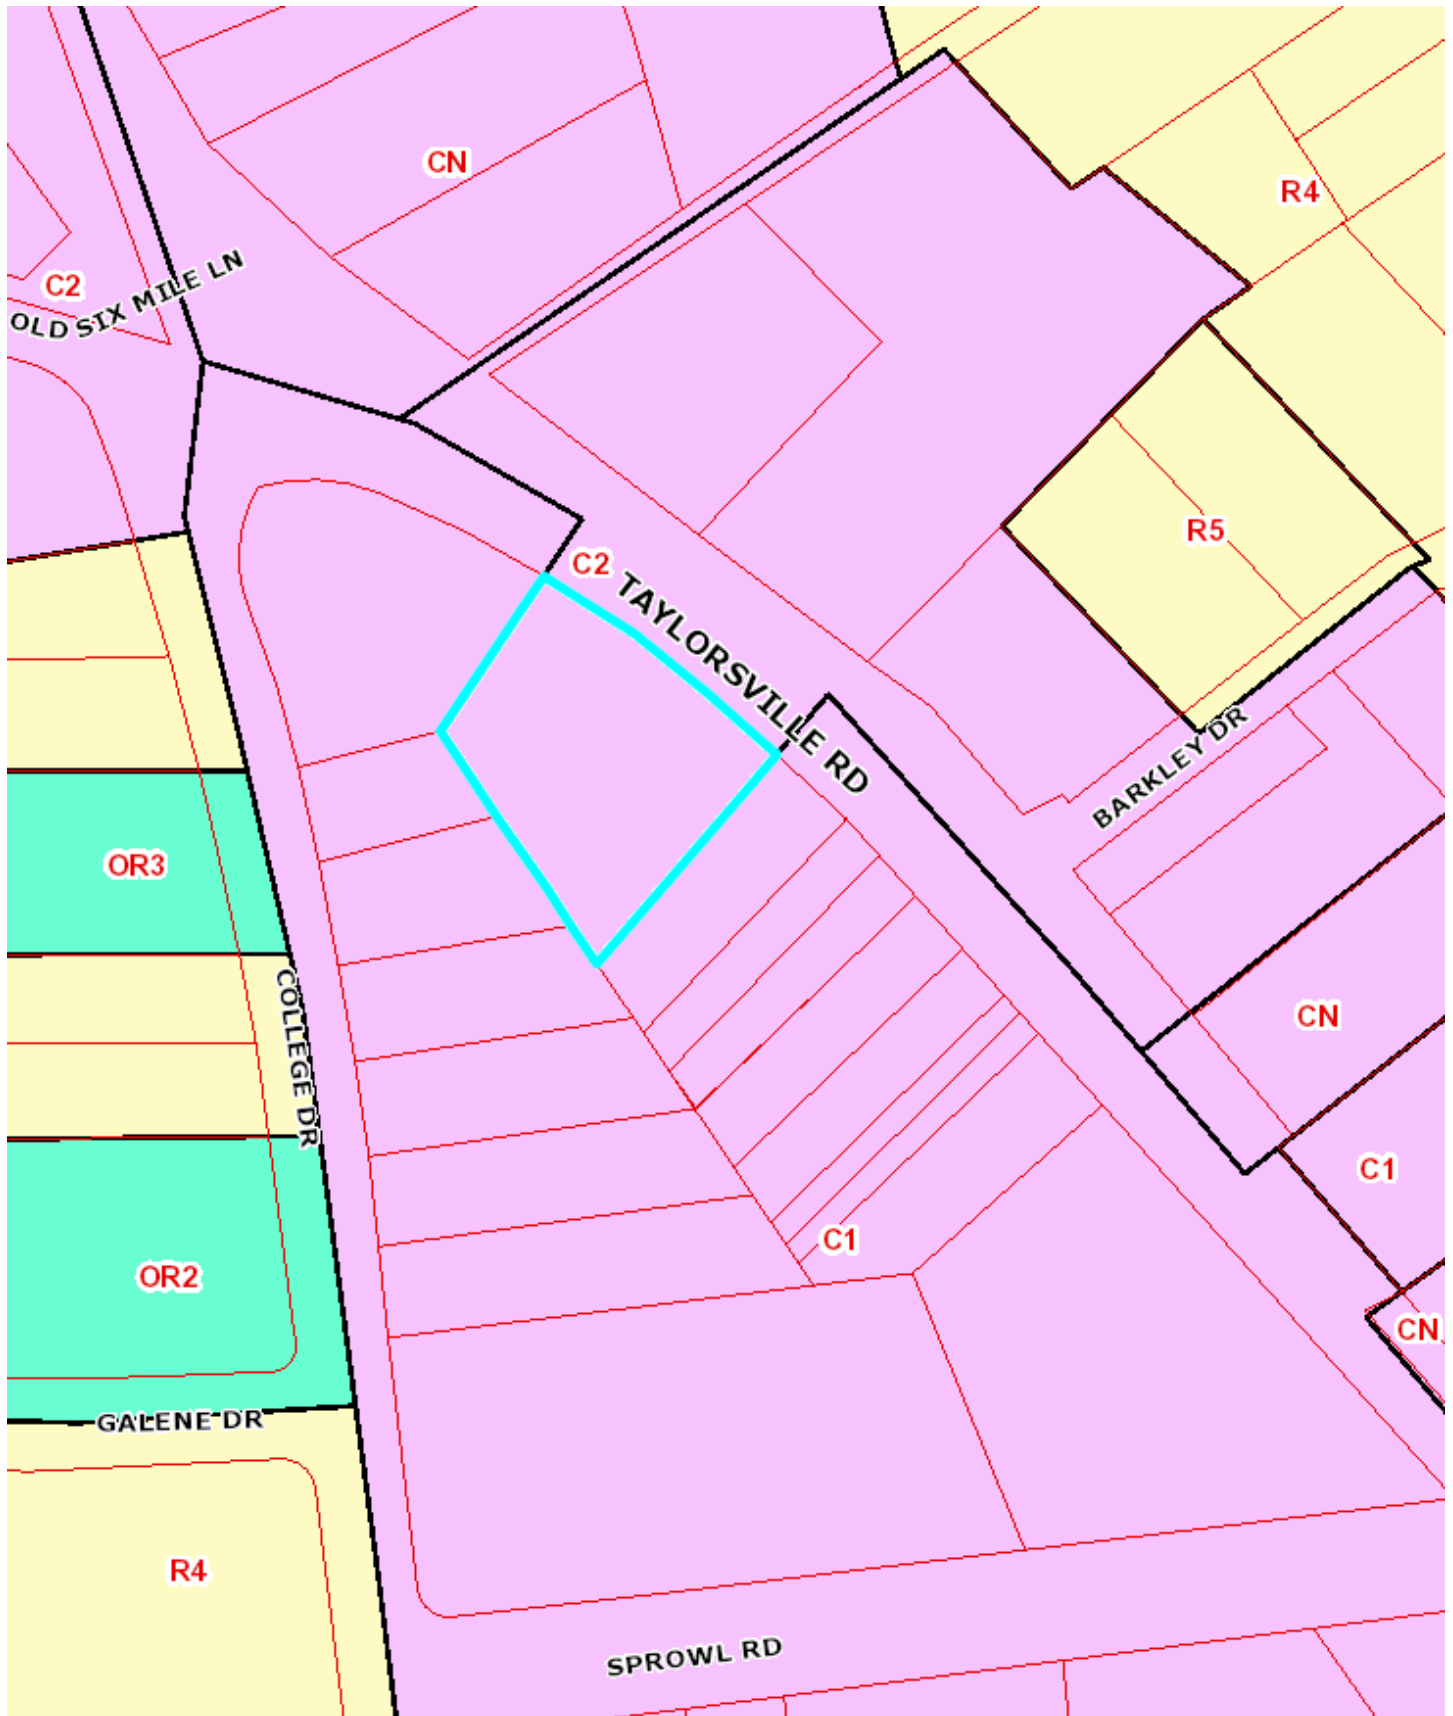 CN
R4
OLD SIX MILE LN
C2
R5
C2
TAYLORSVILLE RD
BARKLEY DR
OR3
COLLEGE DR
CN
C1
C1
OR2
CN
GALENE DR
R4
SPROWL RD